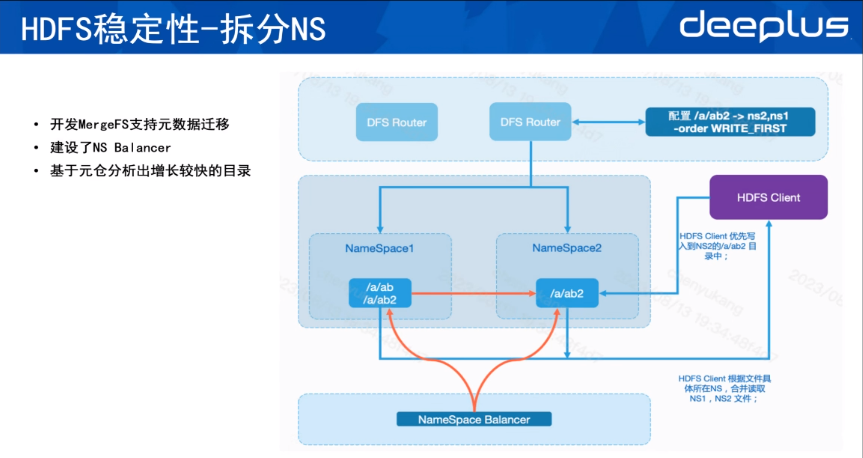 HDFS稳定性-拆分NS
deeplus
• 开发MergeFS支持元数据迁移
• 建设了NS Balancer
• 基于元仓分析出增长较快的目录
DFS Router
DFS Router
配置 /a/ab2 -> ns2,ns1
-order WRITE_FIRST
HDFS Client
NameSpace1
NameSpace2
/a/ab
/a/ab2
/a/ab2
HDFS Client 优先写
入到NS2的/a/ab2 目
录中；
HDFS Client 根据文件具
体所在NS，合并读取
NS1，NS2 文件；
NameSpace Balancer